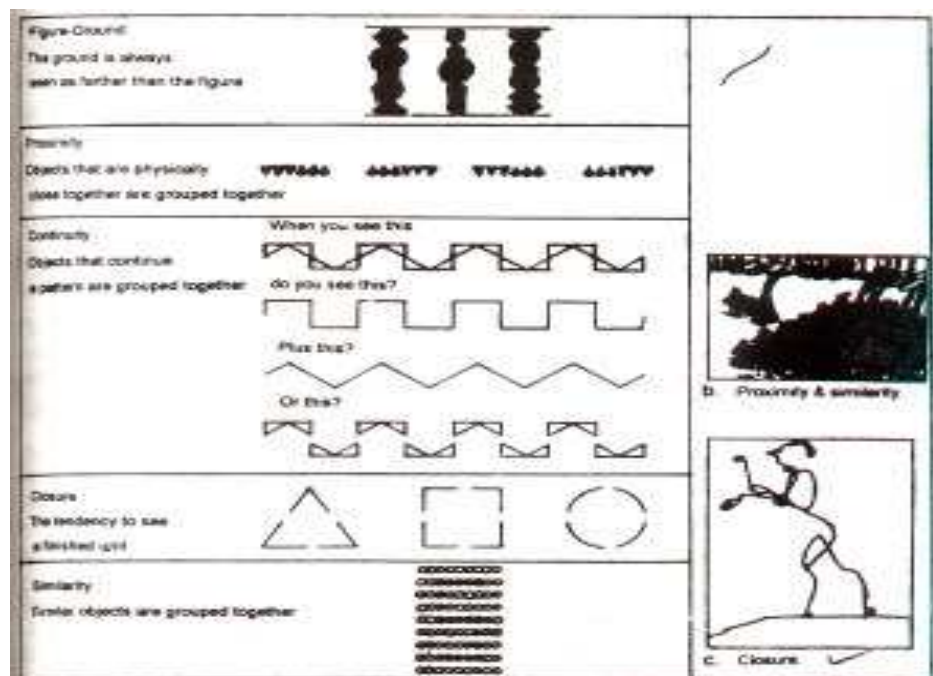 Figure-Ground
The ground is always
seen as farther than the figure
Proximity
Objects that are physically
close together are grouped together
Continuity
Objects that continue
a pattern are grouped together
When you see this
do you see this?
Plus this?
Or this?
Closure
The tendency to see
a finished unit
Similarity
Similar objects are grouped together
b. Proximity & similarity
c. Closure